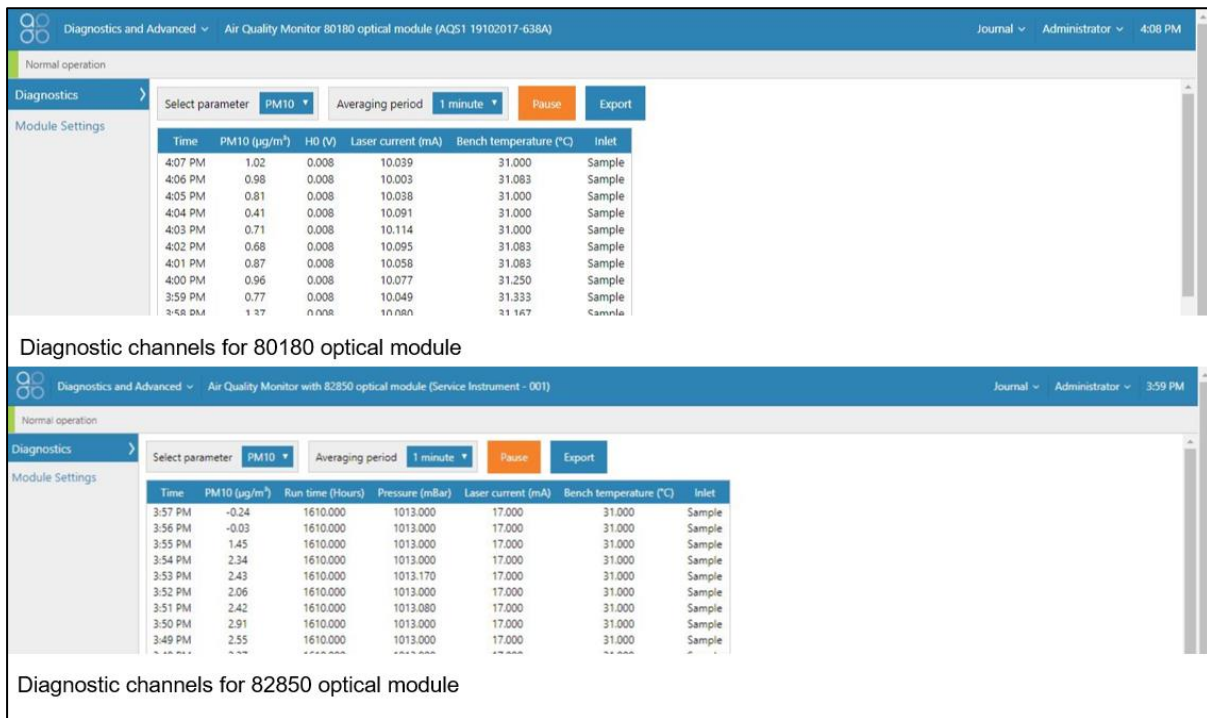 Diagnostics and Advanced Air Quality Monitor 80180 optical module (AQS1 19102017-638A) Journal Administrator 4:08 PM
Normal operation
Diagnostics
Module Settings
Select parameter PM10 Averaging period 1 minute Pause Export
Time PM10 (µg/m³) H0 (V) Laser current (mA) Bench temperature (°C) Inlet
4:07 PM 1.02 0.008 10.039 31.000 Sample
4:06 PM 0.98 0.008 10.003 31.083 Sample
4:05 PM 0.81 0.008 10.038 31.000 Sample
4:04 PM 0.41 0.008 10.091 31.000 Sample
4:03 PM 0.71 0.008 10.114 31.000 Sample
4:02 PM 0.68 0.008 10.095 31.083 Sample
4:01 PM 0.87 0.008 10.058 31.083 Sample
4:00 PM 0.96 0.008 10.077 31.250 Sample
3:59 PM 0.77 0.008 10.049 31.333 Sample
3:58 PM 1.37 0.008 10.080 31.167 Sample
Diagnostic channels for 80180 optical module
Diagnostics and Advanced Air Quality Monitor with 82850 optical module (Service Instrument - 001) Journal Administrator 3:59 PM
Normal operation
Diagnostics
Module Settings
Select parameter PM10 Averaging period 1 minute Pause Export
Time PM10 (µg/m³) Run time (Hours) Pressure (mBar) Laser current (mA) Bench temperature (°C) Inlet
3:57 PM -0.24 1610.000 1013.000 17.000 31.000 Sample
3:56 PM -0.03 1610.000 1013.000 17.000 31.000 Sample
3:55 PM 1.45 1610.000 1013.000 17.000 31.000 Sample
3:54 PM 2.34 1610.000 1013.000 17.000 31.000 Sample
3:53 PM 2.43 1610.000 1013.170 17.000 31.000 Sample
3:52 PM 2.06 1610.000 1013.000 17.000 31.000 Sample
3:51 PM 2.42 1610.000 1013.080 17.000 31.000 Sample
3:50 PM 2.91 1610.000 1013.000 17.000 31.000 Sample
3:49 PM 2.55 1610.000 1013.000 17.000 31.000 Sample
Diagnostic channels for 82850 optical module